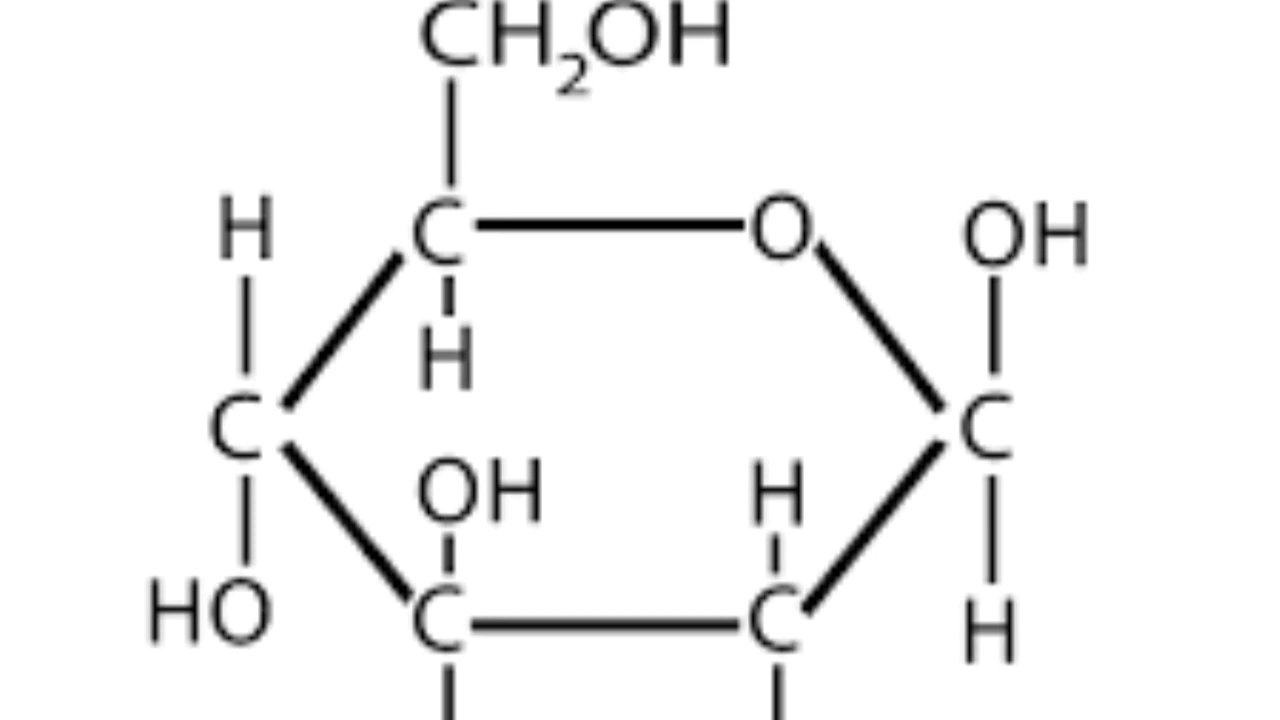 CH₂OH
H C O OH
H
C C
OH H
HO C C H